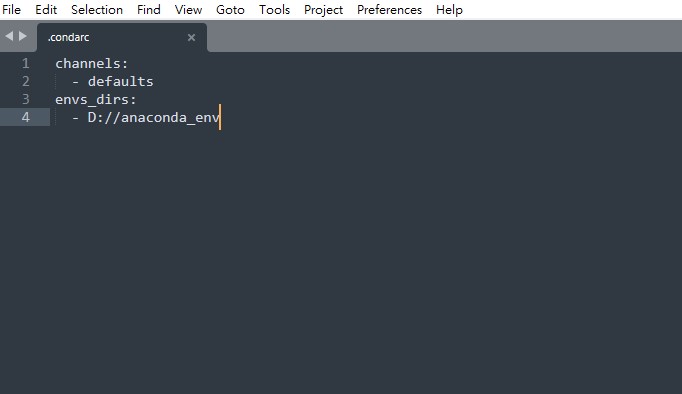 File Edit Selection Find View Goto Tools Project Preferences Help
.condarc
1 channels:
2   - defaults
3 envs_dirs:
4   - D://anaconda_env